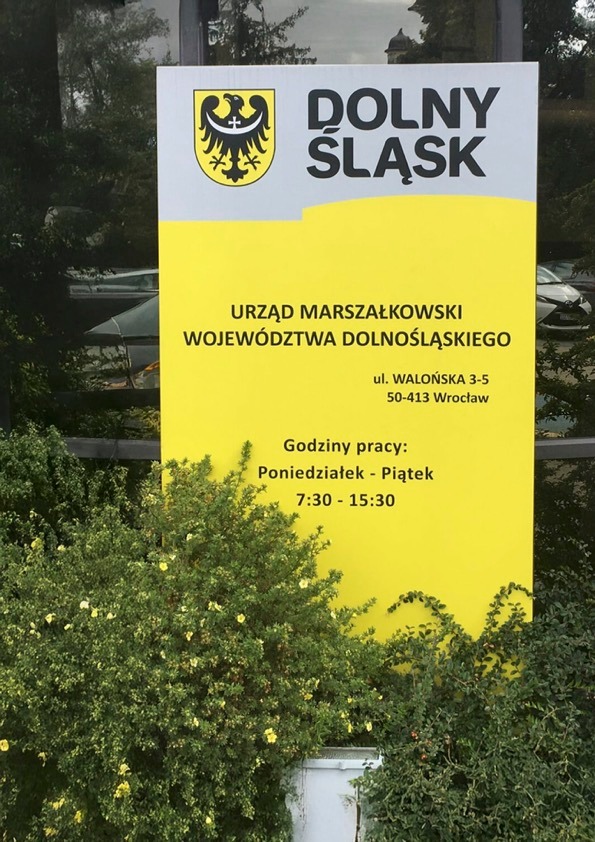 DOLNY
ŚLĄSK
URZĄD MARSZAŁKOWSKI
WOJEWÓDZTWA DOLNOŚLĄSKIEGO
ul. WALOŃSKA 3-5
50-413 Wrocław
Godziny pracy:
Poniedziałek - Piątek
7:30 - 15:30